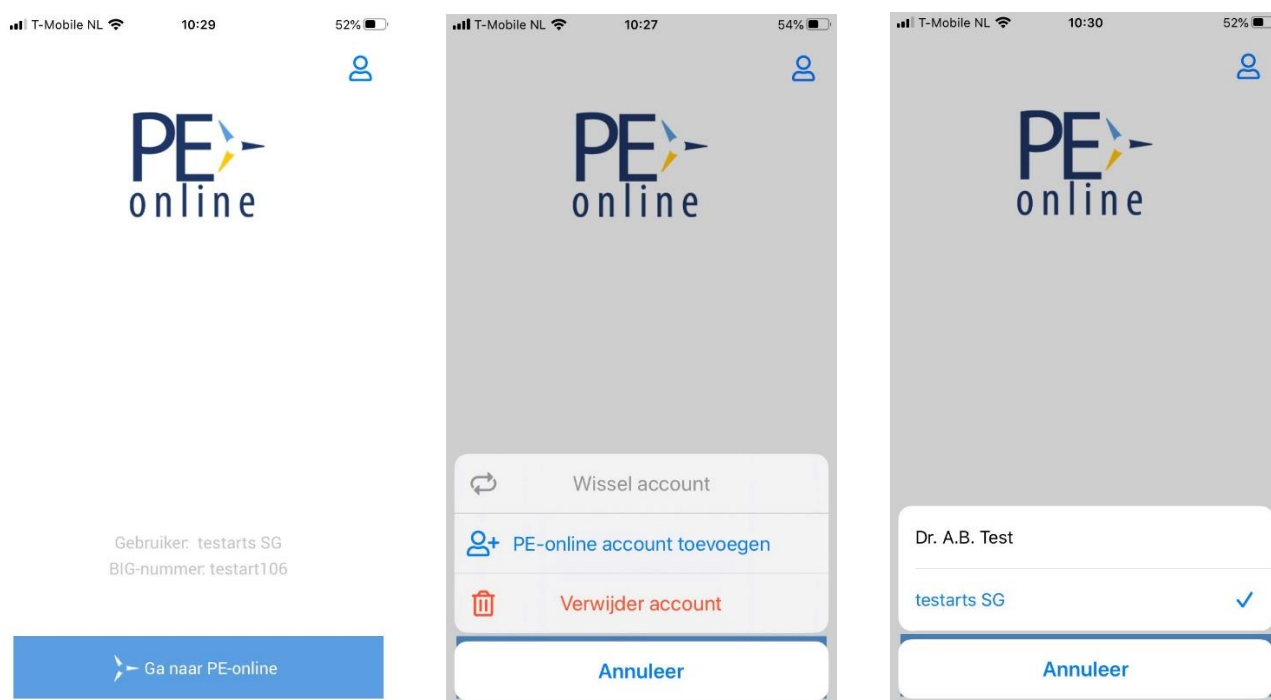 T-Mobile NL 10:29 52%
PE
online
Gebruiker: testarts SG
BIG-nummer: testart106
Ga naar PE-online
T-Mobile NL 10:27 54%
PE
online
Wissel account
PE-online account toevoegen
Verwijder account
Annuleer
T-Mobile NL 10:30 52%
PE
online
Dr. A.B. Test
testarts SG
Annuleer